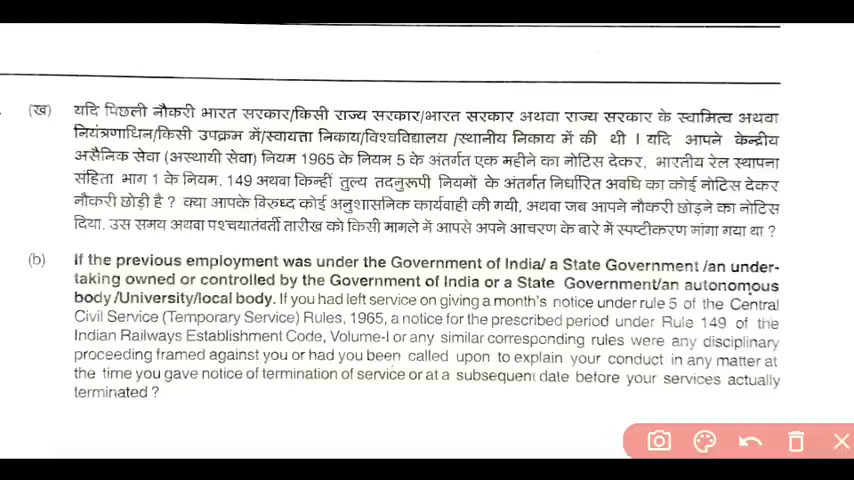 (ख) यदि पिछली नौकरी भारत सरकार/किसी राज्य सरकार/भारत सरकार अथवा राज्य सरकार के स्वामित्व अथवा
नियंत्रणाधिन/किसी उपक्रम में/स्वायत्ता निकाय/विश्वविद्यालय /स्थानीय निकाय में की थी । यदि आपने केन्द्रीय
असैनिक सेवा (अस्थायी सेवा) नियम 1965 के नियम 5 के अंतर्गत एक महीने का नोटिस देकर, भारतीय रेल स्थापना
संहिता भाग 1 के नियम, 149 अथवा किन्हीं तुल्य तदनुरूपी नियमों के अंतर्गत निर्धारित अवधि का कोई नोटिस देकर
नौकरी छोड़ी है ? क्या आपके विरुध्द कोई अनुशासनिक कार्यवाही की गयी, अथवा जब आपने नौकरी छोड़ने का नोटिस
दिया, उस समय अथवा पश्चयातंवर्ती तारीख को किसी मामले में आपसे अपने आचरण के बारे में स्पष्टीकरण मांगा गया था ?
(b) If the previous employment was under the Government of India/ a State Government /an under-
taking owned or controlled by the Government of India or a State Government/an autonomous
body/University/local body. If you had left service on giving a month's notice under rule 5 of the Central
Civil Service (Temporary Service) Rules, 1965, a notice for the prescribed period under Rule 149 of the
Indian Railways Establishment Code, Volume-I or any similar corresponding rules were any disciplinary
proceeding framed against you or had you been called upon to explain your conduct in any matter at
the time you gave notice of termination of service or at a subsequent date before your services actually
terminated ?